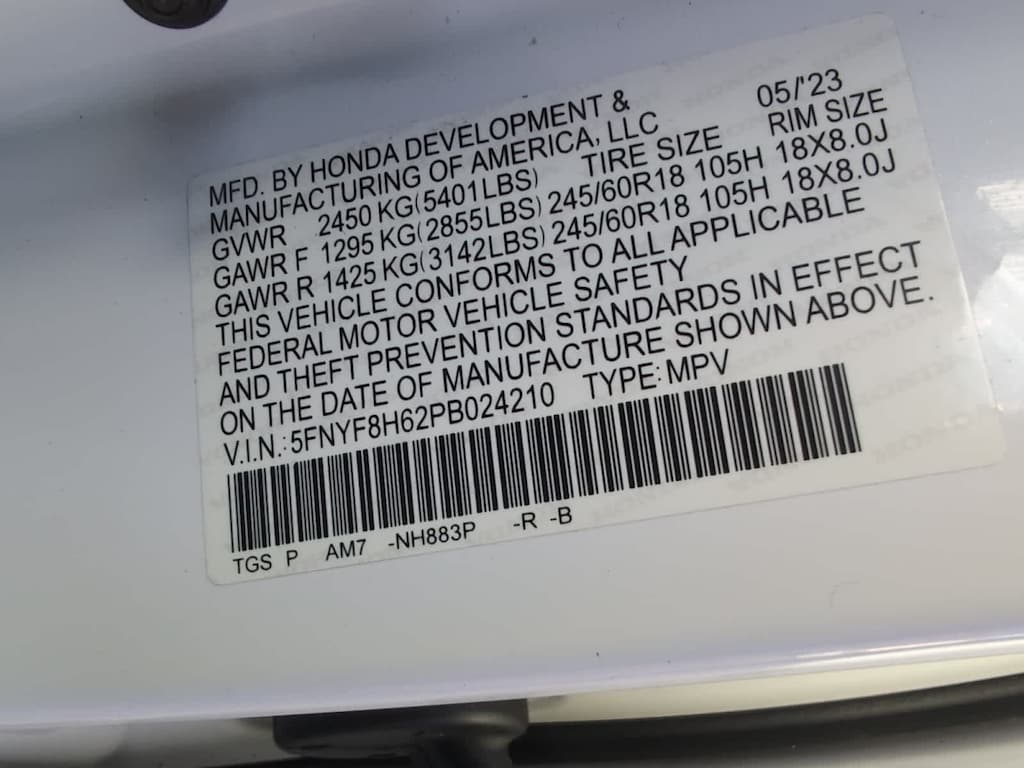 MFD. BY HONDA DEVELOPMENT & 05/'23
MANUFACTURING OF AMERICA, LLC
GVWR 2450 KG(5401LBS) TIRE SIZE RIM SIZE
GAWR F 1295 KG(2855LBS) 245/60R18 105H 18X8.0J
GAWR R 1425 KG(3142LBS) 245/60R18 105H 18X8.0J
THIS VEHICLE CONFORMS TO ALL APPLICABLE
FEDERAL MOTOR VEHICLE SAFETY
AND THEFT PREVENTION STANDARDS IN EFFECT
ON THE DATE OF MANUFACTURE SHOWN ABOVE.
V.I.N.: 5FNYF8H62PB024210 TYPE: MPV
TGS P AM7 -NH883P -R -B